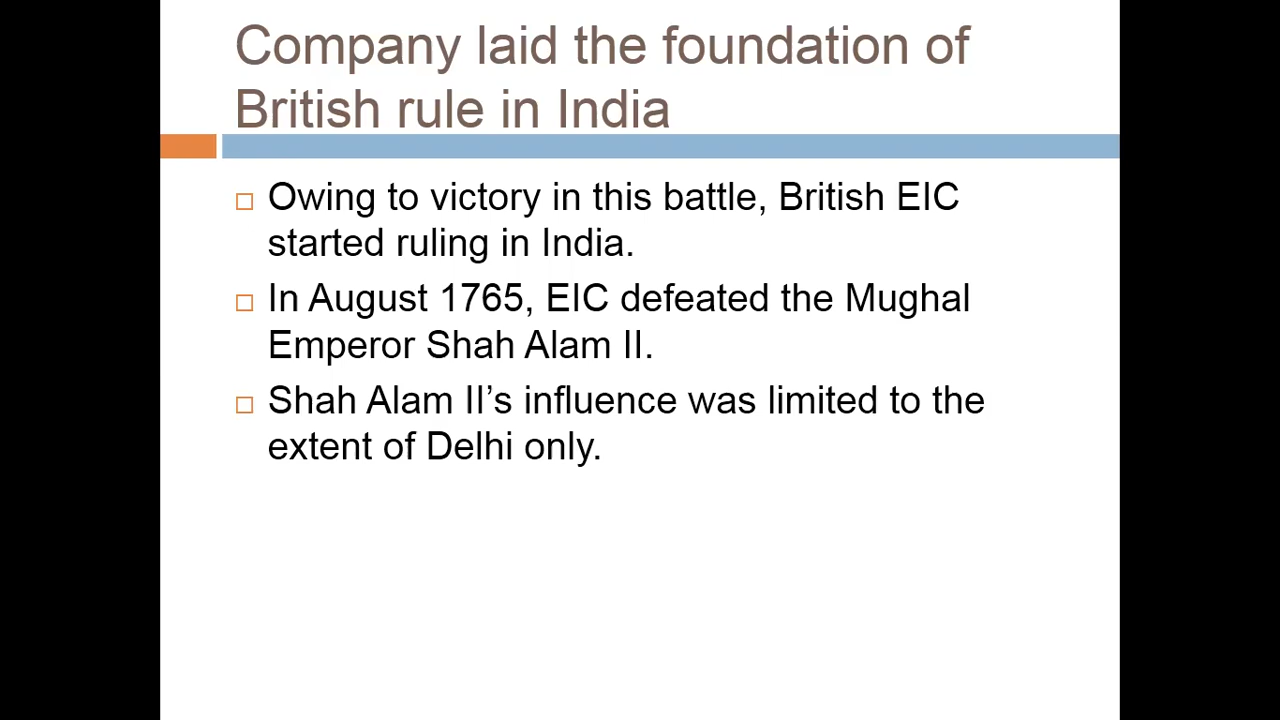 Company laid the foundation of
British rule in India
Owing to victory in this battle, British EIC
started ruling in India.
In August 1765, EIC defeated the Mughal
Emperor Shah Alam II.
Shah Alam II’s influence was limited to the
extent of Delhi only.